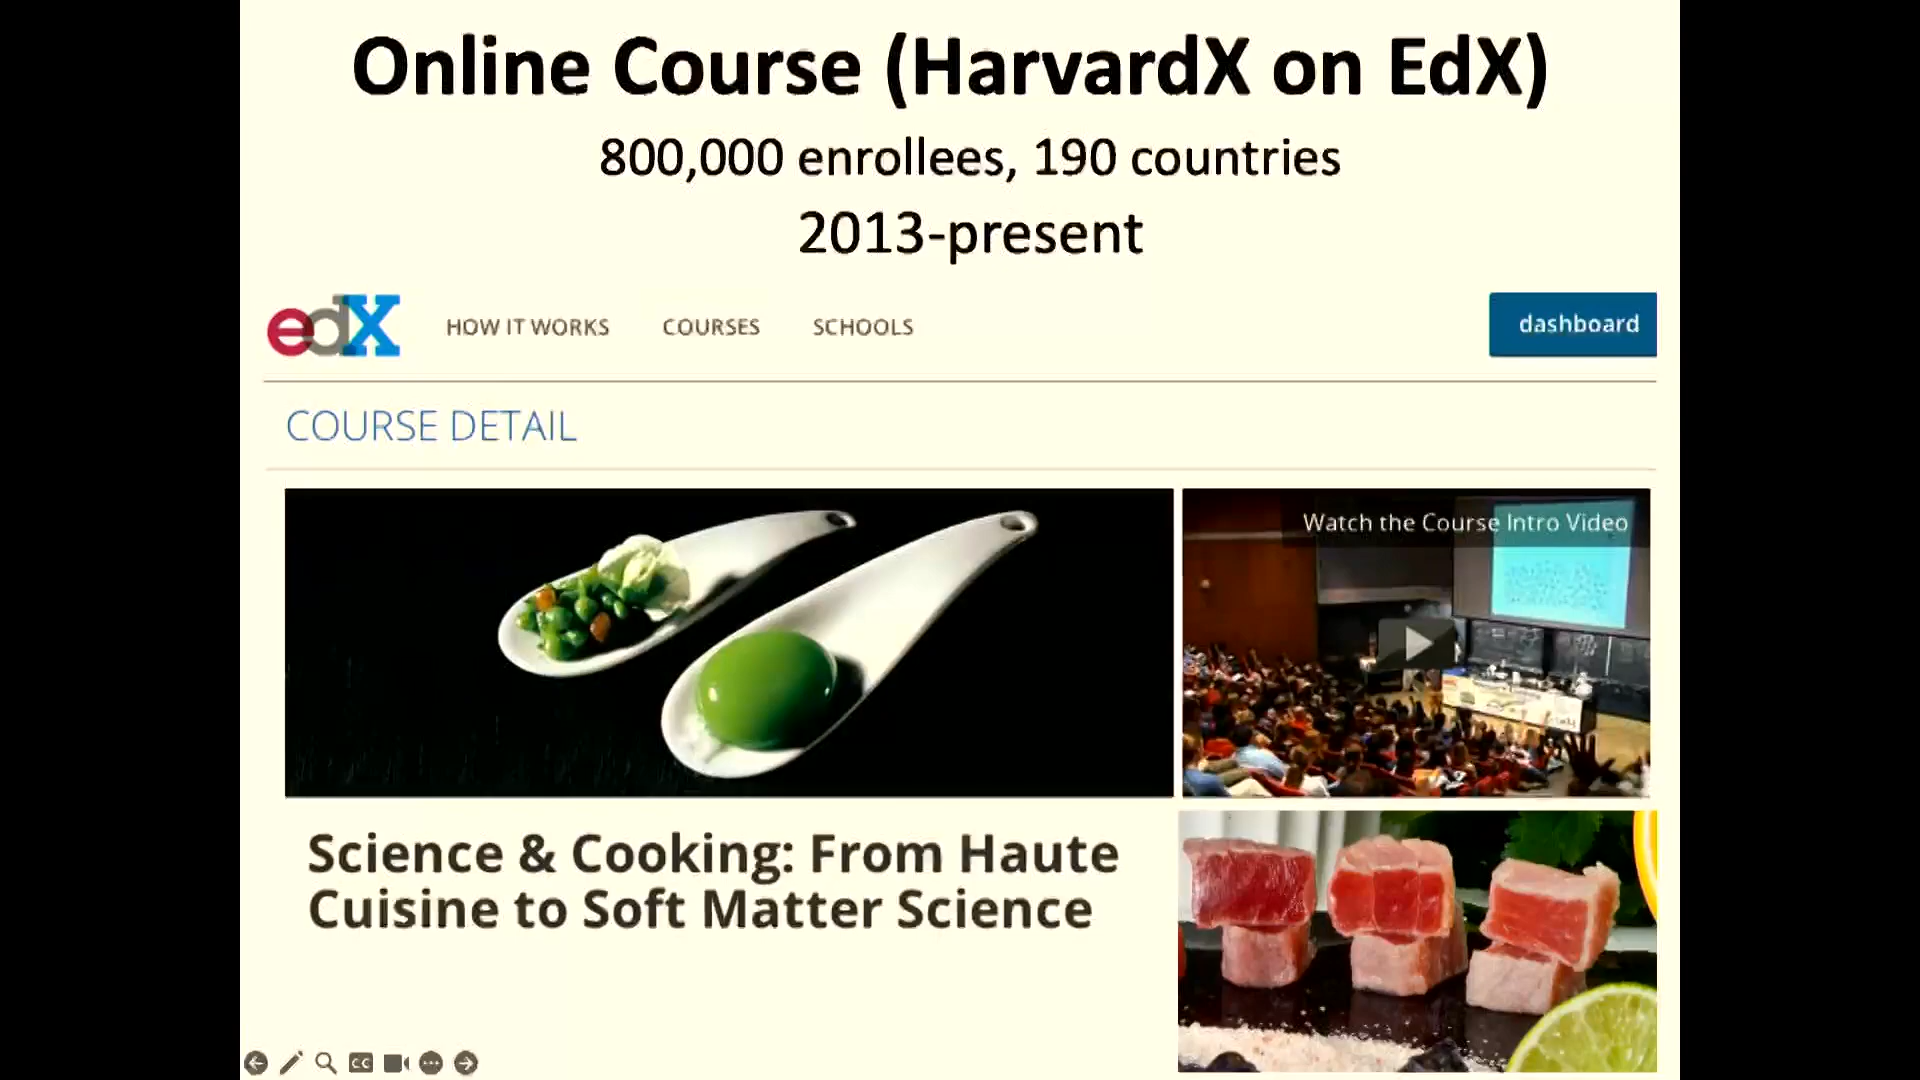 Online Course (HarvardX on EdX)
800,000 enrollees, 190 countries
2013-present
edX
HOW IT WORKS
COURSES
SCHOOLS
dashboard
COURSE DETAIL
Watch the Course Intro Video
Science & Cooking: From Haute
Cuisine to Soft Matter Science
CC